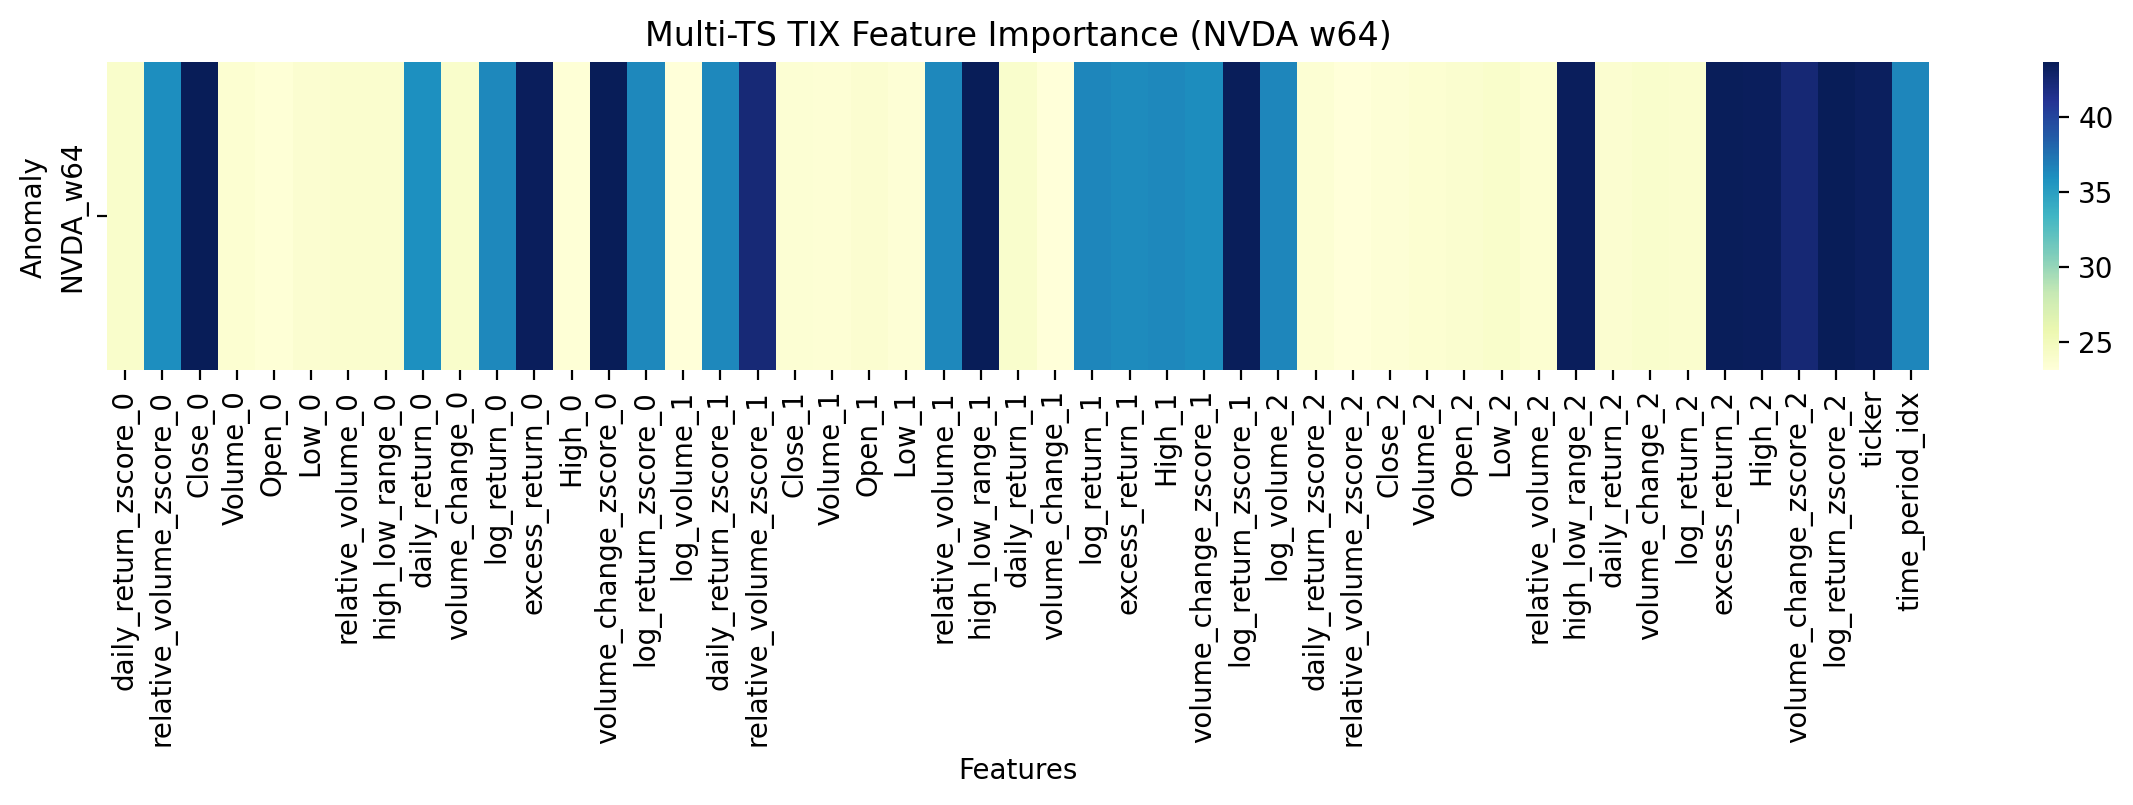 Multi-TS TIX Feature Importance (NVDA w64)
Anomaly
NVDA_w64
40
35
30
25
daily_return_zscore_0
relative_volume_zscore_0
Close_0
Volume_0
Open_0
Low_0
relative_volume_0
high_low_range_0
daily_return_0
volume_change_0
log_return_0
excess_return_0
High_0
volume_change_zscore_0
log_return_zscore_0
log_volume_1
daily_return_zscore_1
relative_volume_zscore_1
Close_1
Volume_1
Open_1
Low_1
relative_volume_1
high_low_range_1
daily_return_1
volume_change_1
log_return_1
excess_return_1
High_1
volume_change_zscore_1
log_return_zscore_1
log_volume_2
daily_return_zscore_2
relative_volume_zscore_2
Close_2
Volume_2
Open_2
Low_2
relative_volume_2
high_low_range_2
daily_return_2
volume_change_2
log_return_2
excess_return_2
High_2
volume_change_zscore_2
log_return_zscore_2
ticker
time_period_idx
Features